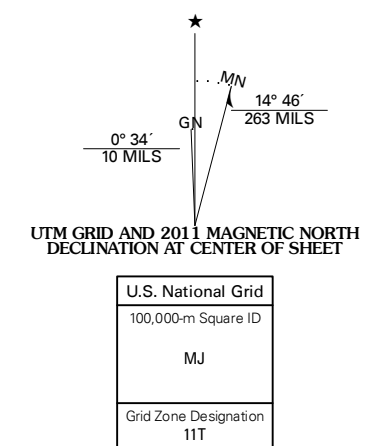 ★
MN
14° 46´
263 MILS
GN
0° 34´
10 MILS
UTM GRID AND 2011 MAGNETIC NORTH
DECLINATION AT CENTER OF SHEET
U.S. National Grid
100,000-m Square ID
MJ
Grid Zone Designation
11T